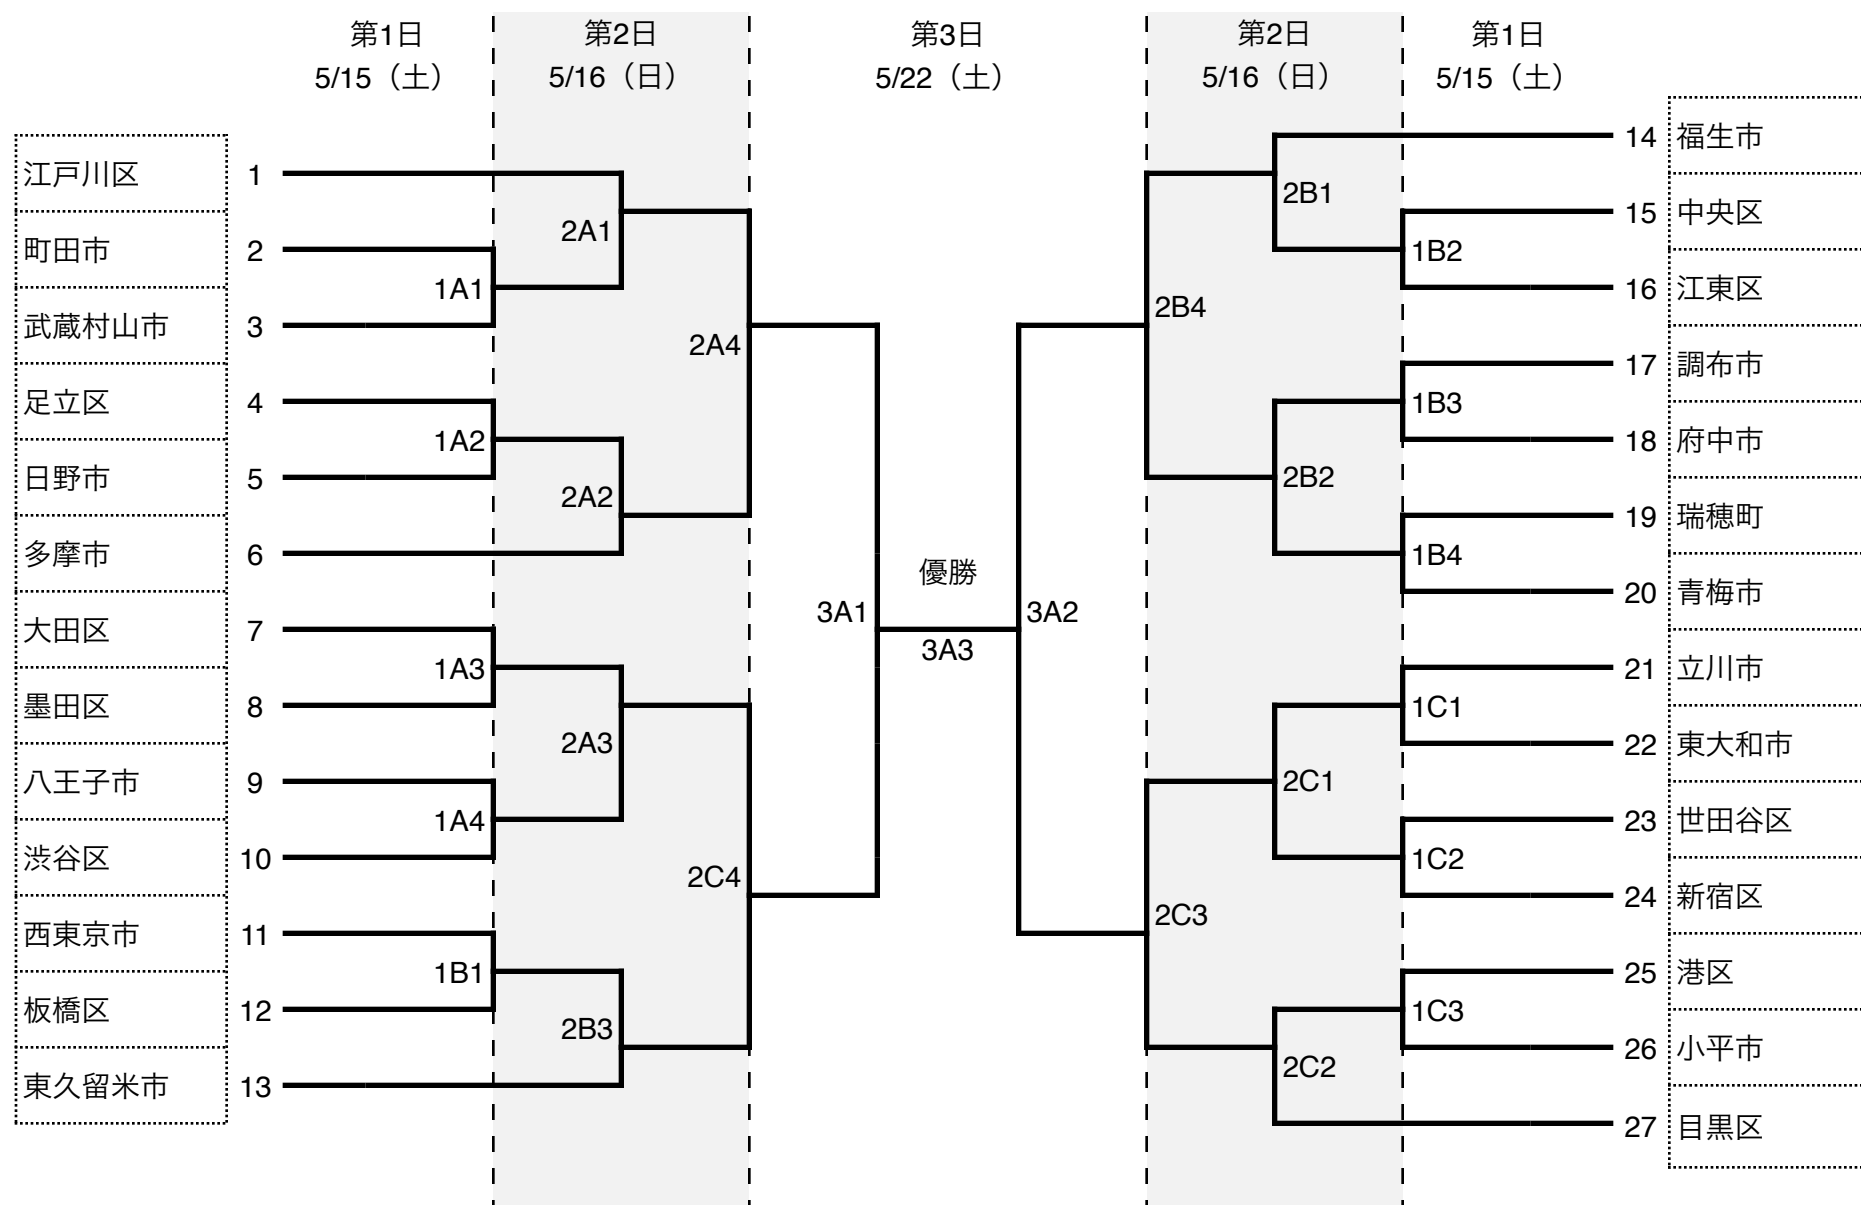 第1日
5/15（土）
第2日
5/16（日）
第3日
5/22（土）
第2日
5/16（日）
第1日
5/15（土）
江戸川区 1
町田市 2
武蔵村山市 3
足立区 4
日野市 5
多摩市 6
大田区 7
墨田区 8
八王子市 9
渋谷区 10
西東京市 11
板橋区 12
東久留米市 13
1A1
1A2
1A3
1A4
1B1
2A1
2A2
2A3
2B3
2A4
2C4
3A1
優勝
3A3
3A2
2B4
2C3
2B1
2B2
2C1
2C2
1B2
1B3
1B4
1C1
1C2
1C3
14 福生市
15 中央区
16 江東区
17 調布市
18 府中市
19 瑞穂町
20 青梅市
21 立川市
22 東大和市
23 世田谷区
24 新宿区
25 港区
26 小平市
27 目黒区